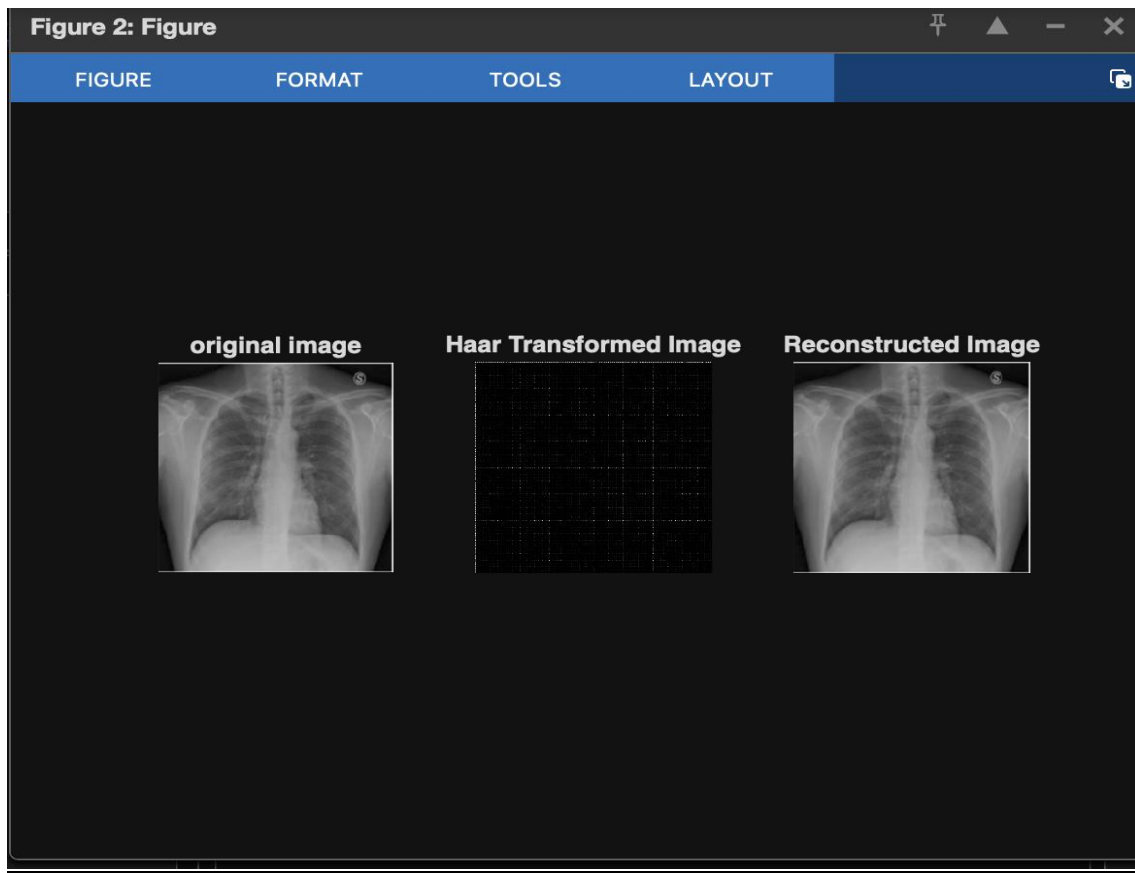 Figure 2: Figure
FIGURE FORMAT TOOLS LAYOUT
original image Haar Transformed Image Reconstructed Image
S S